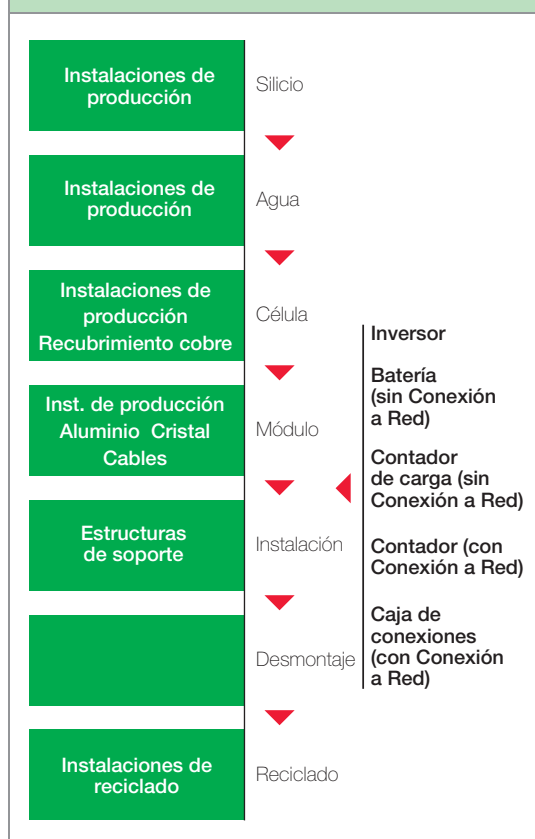 Instalaciones de
producción
Silicio
Instalaciones de
producción
Agua
Instalaciones de
producción
Recubrimiento cobre
Célula
Inst. de producción
Aluminio Cristal
Cables
Módulo
Estructuras
de soporte
Instalación
Desmontaje
Instalaciones de
reciclado
Reciclado
Inversor
Batería
(sin Conexión
a Red)
Contador
de carga (sin
Conexión a Red)
Contador (con
Conexión a Red)
Caja de
conexiones
(con Conexión
a Red)